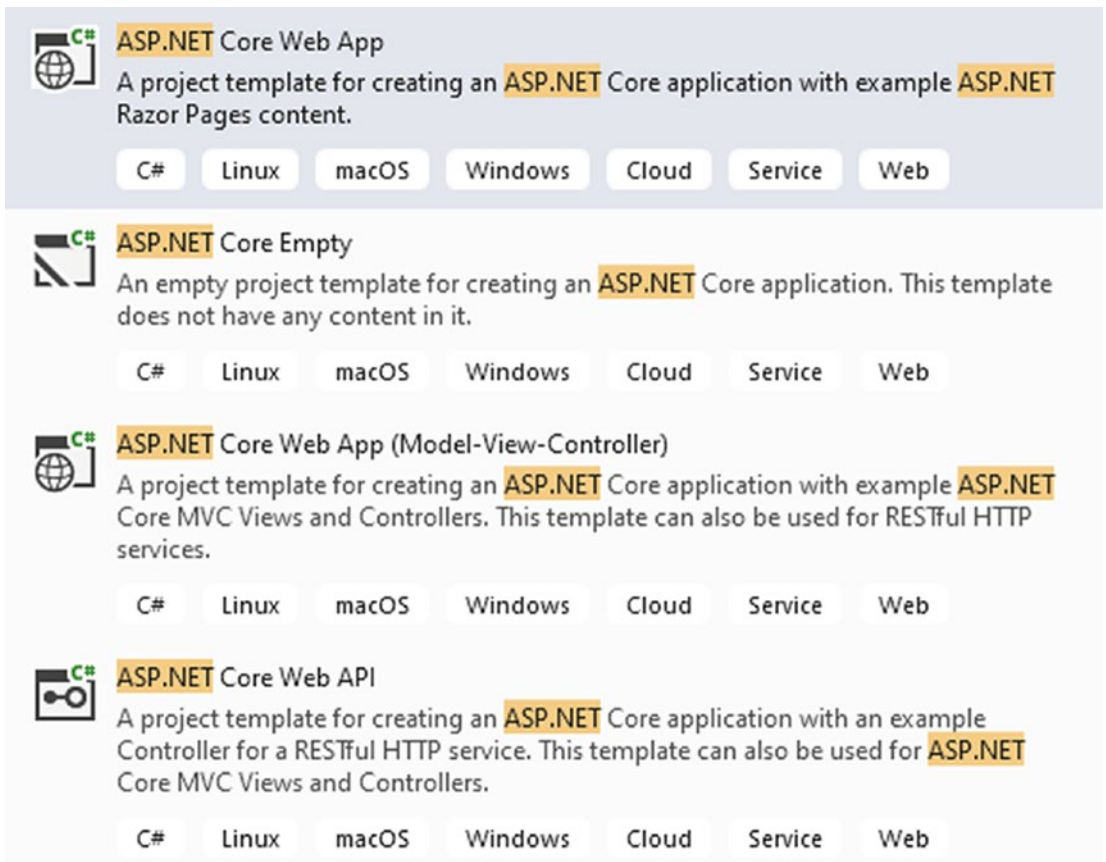 C#
ASP.NET Core Web App
A project template for creating an ASP.NET Core application with example ASP.NET
Razor Pages content.
C# Linux macOS Windows Cloud Service Web
C#
ASP.NET Core Empty
An empty project template for creating an ASP.NET Core application. This template
does not have any content in it.
C# Linux macOS Windows Cloud Service Web
C#
ASP.NET Core Web App (Model-View-Controller)
A project template for creating an ASP.NET Core application with example ASP.NET
Core MVC Views and Controllers. This template can also be used for RESTful HTTP
services.
C# Linux macOS Windows Cloud Service Web
C#
ASP.NET Core Web API
A project template for creating an ASP.NET Core application with an example
Controller for a RESTful HTTP service. This template can also be used for ASP.NET
Core MVC Views and Controllers.
C# Linux macOS Windows Cloud Service Web